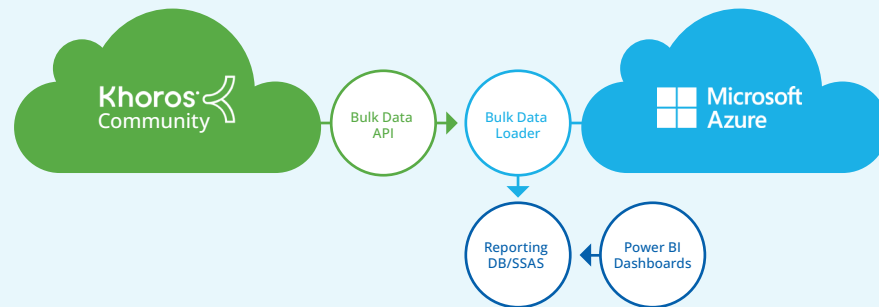 Khoros
Community
Bulk Data
API
Bulk Data
Loader
Microsoft
Azure
Reporting
DB/SSAS
Power BI
Dashboards